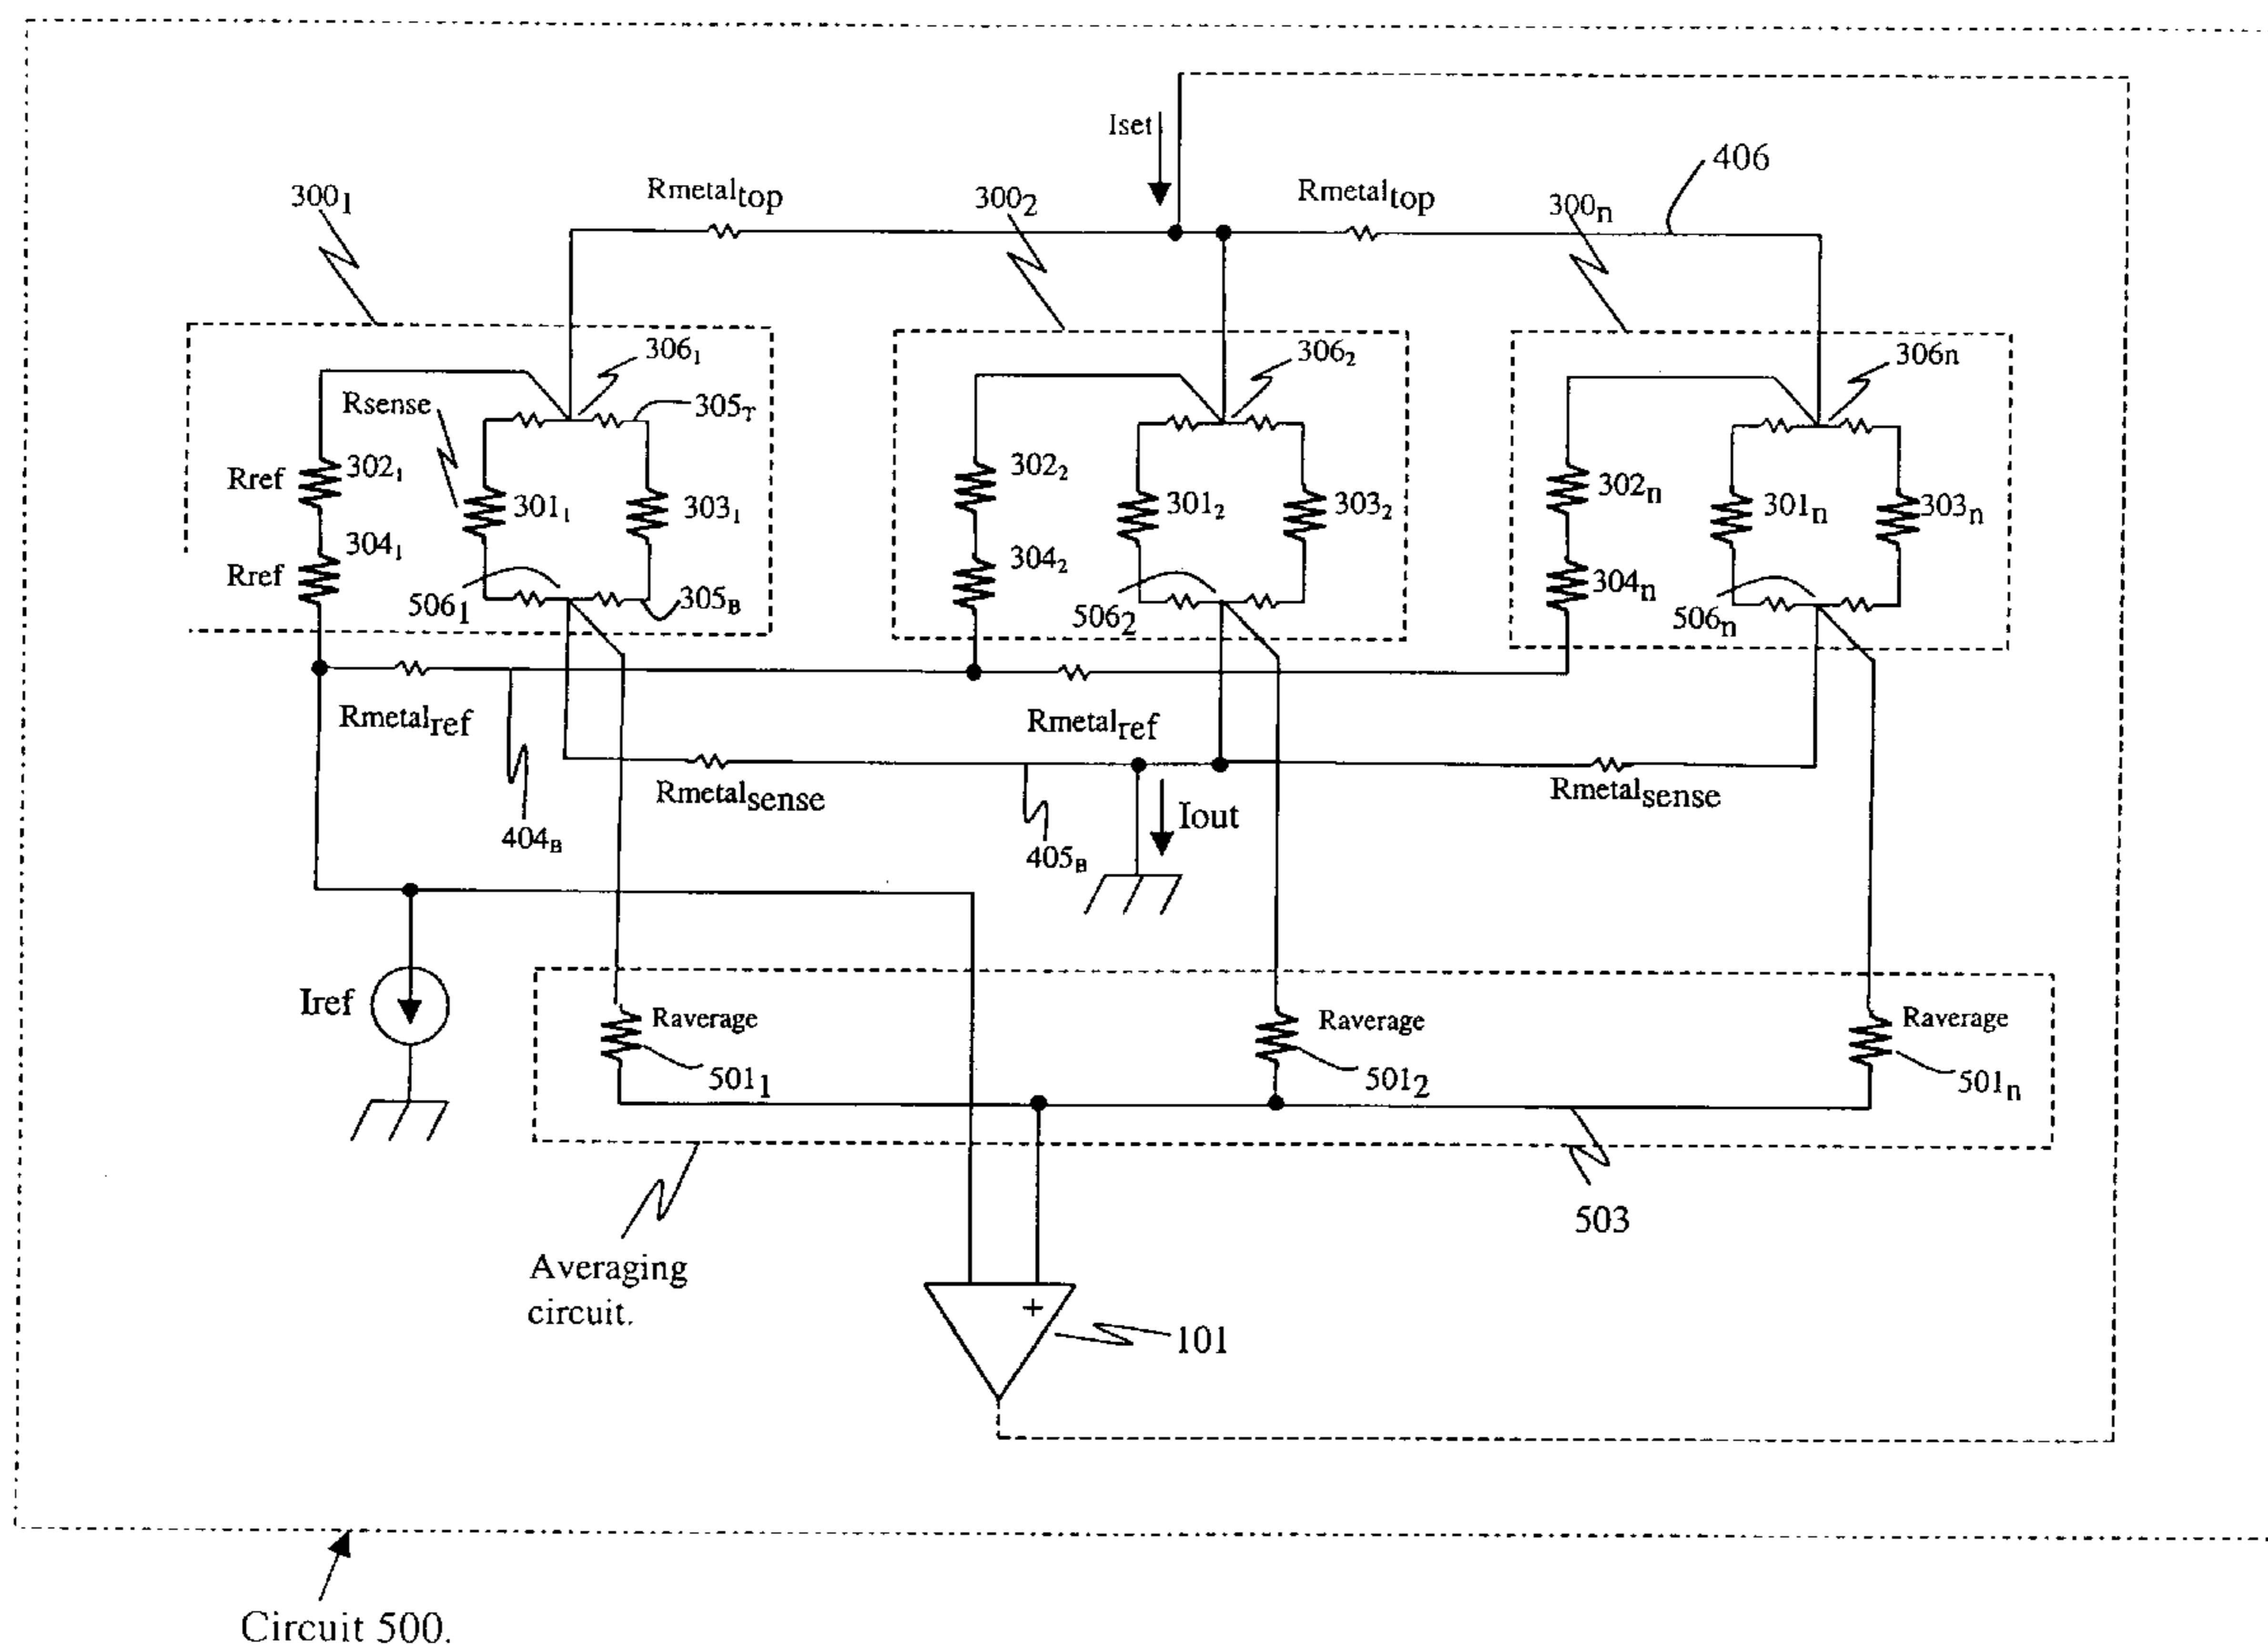 Iset
406
Rmetaltop
Rmetaltop
3001
3002
300n
3061
3062
306n
Rsense
305T
Rref
3021
3011
3031
3022
3012
3032
302n
301n
303n
Rref
3041
3042
304n
5061
305B
5062
506n
Rmetalref
Rmetalref
Rmetalsense
Rmetalsense
Iout
404B
405B
Iref
Raverage
Raverage
Raverage
5011
5012
501n
503
Averaging
circuit.
+
101
Circuit 500.